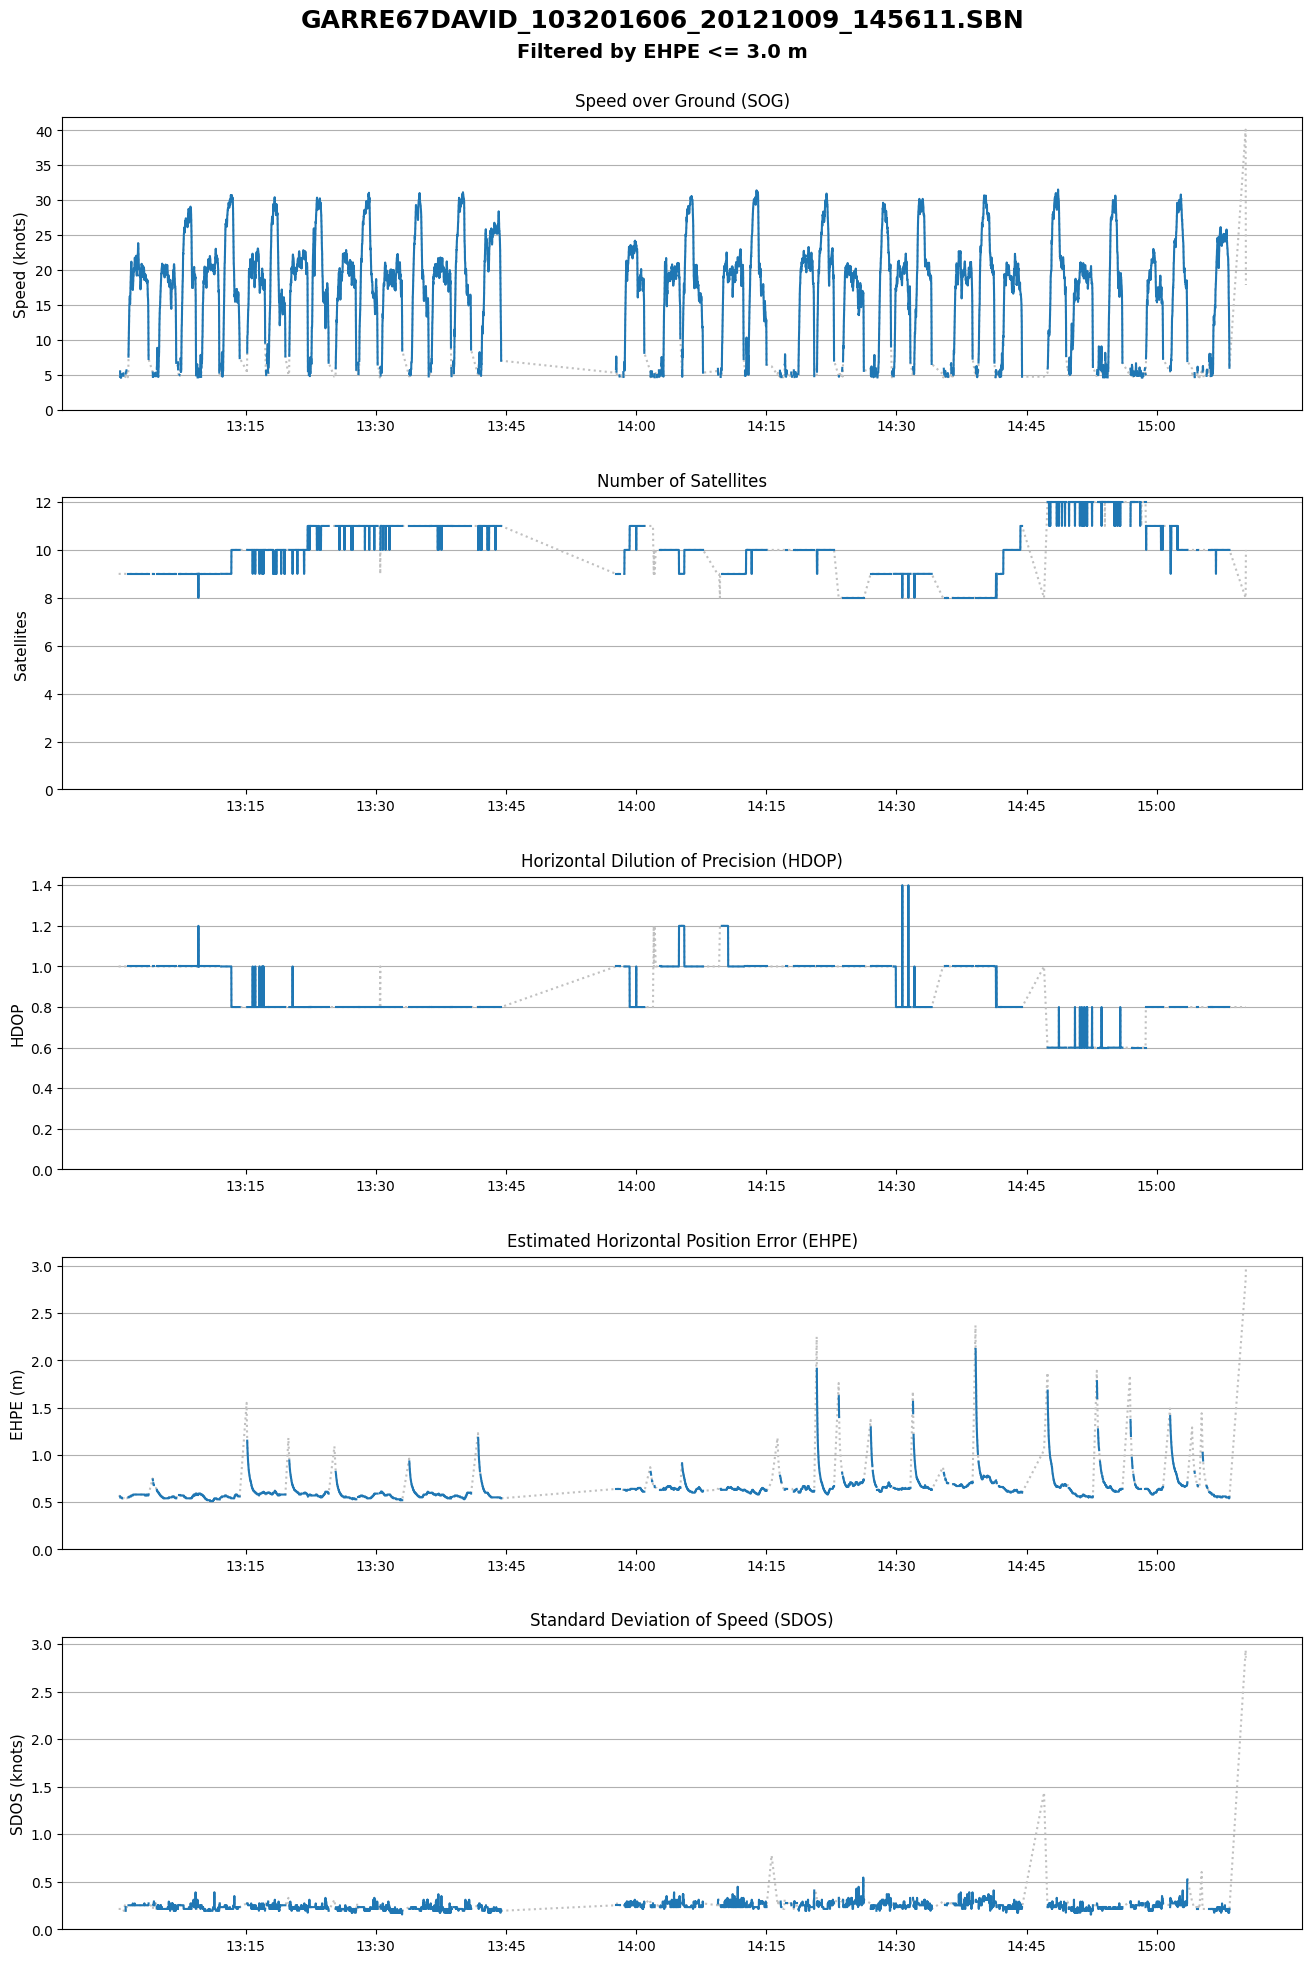 GARRE67DAVID_103201606_20121009_145611.SBN
Filtered by EHPE <= 3.0 m
Speed over Ground (SOG)
Speed (knots)
40
35
30
25
20
15
10
5
0
13:15 13:30 13:45 14:00 14:15 14:30 14:45 15:00
Number of Satellites
Satellites
12
10
8
6
4
2
0
13:15 13:30 13:45 14:00 14:15 14:30 14:45 15:00
Horizontal Dilution of Precision (HDOP)
HDOP
1.4
1.2
1.0
0.8
0.6
0.4
0.2
0.0
13:15 13:30 13:45 14:00 14:15 14:30 14:45 15:00
Estimated Horizontal Position Error (EHPE)
EHPE (m)
3.0
2.5
2.0
1.5
1.0
0.5
0.0
13:15 13:30 13:45 14:00 14:15 14:30 14:45 15:00
Standard Deviation of Speed (SDOS)
SDOS (knots)
3.0
2.5
2.0
1.5
1.0
0.5
0.0
13:15 13:30 13:45 14:00 14:15 14:30 14:45 15:00